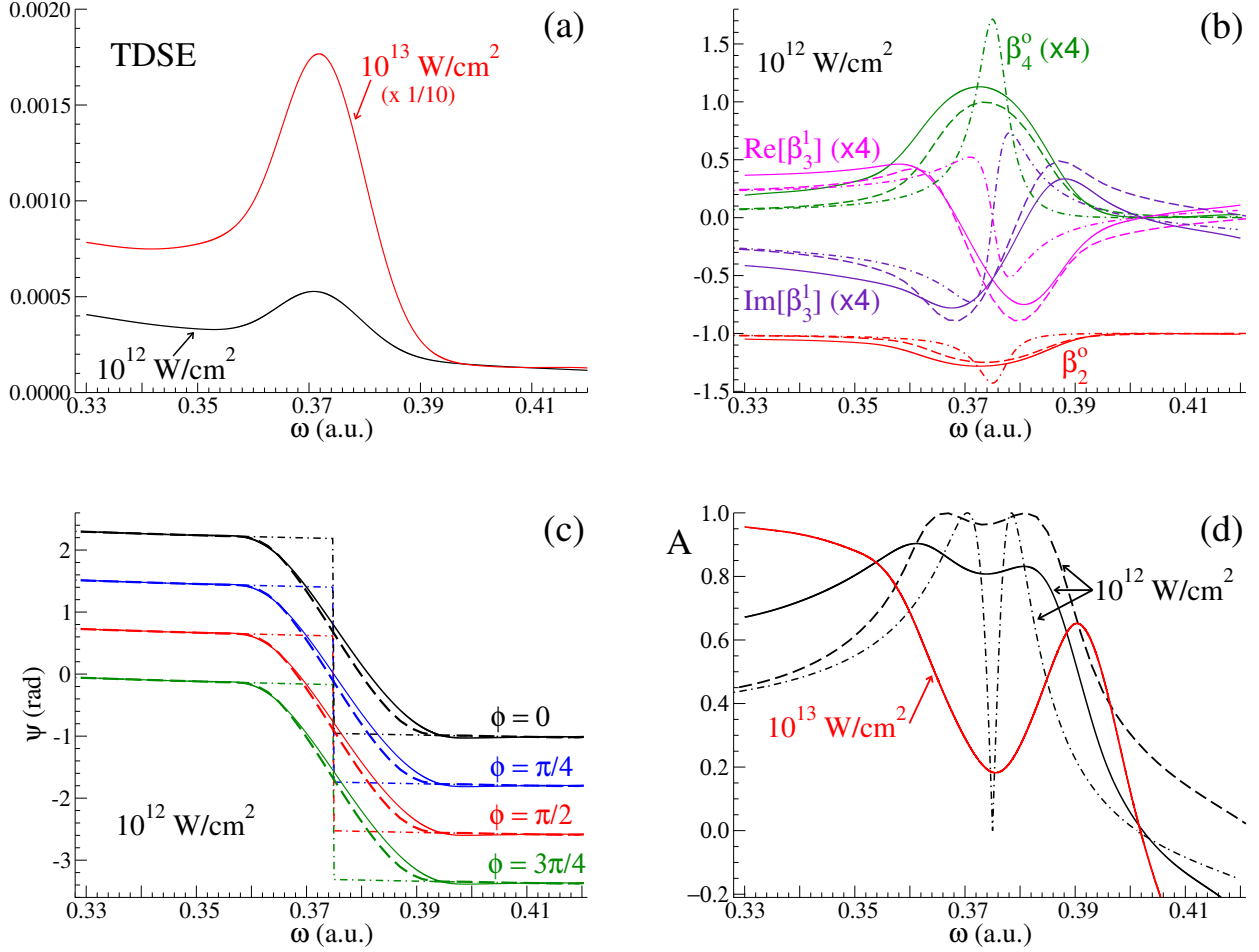 (a)
TDSE
10^13 W/cm^2
(x 1/10)
10^12 W/cm^2
0.0020
0.0015
0.0010
0.0005
0.0000
0.33 0.35 0.37 0.39 0.41
ω (a.u.)
(b)
10^12 W/cm^2
β_4^o (x4)
Re[β_3^1] (x4)
Im[β_3^1] (x4)
β_2^o
1.5
1.0
0.5
0.0
-0.5
-1.0
-1.5
0.33 0.35 0.37 0.39 0.41
ω (a.u.)
(c)
ψ (rad)
2
1
0
-1
-2
-3
ϕ = 0
ϕ = π/4
ϕ = π/2
ϕ = 3π/4
10^12 W/cm^2
0.33 0.35 0.37 0.39 0.41
ω (a.u.)
(d)
A
1.0
0.8
0.6
0.4
0.2
0.0
−0.2
10^12 W/cm^2
10^13 W/cm^2
0.33 0.35 0.37 0.39 0.41
ω (a.u.)